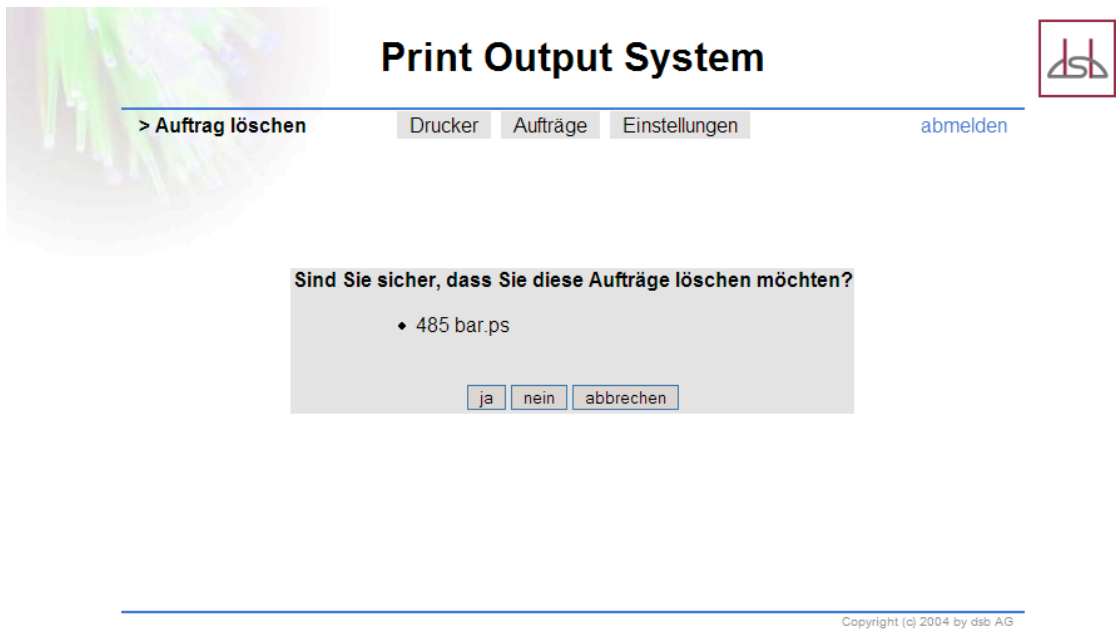 Print Output System
dsb
> Auftrag löschen Drucker Aufträge Einstellungen abmelden
Sind Sie sicher, dass Sie diese Aufträge löschen möchten?
• 485 bar.ps
ja nein abbrechen
Copyright (c) 2004 by dsb AG